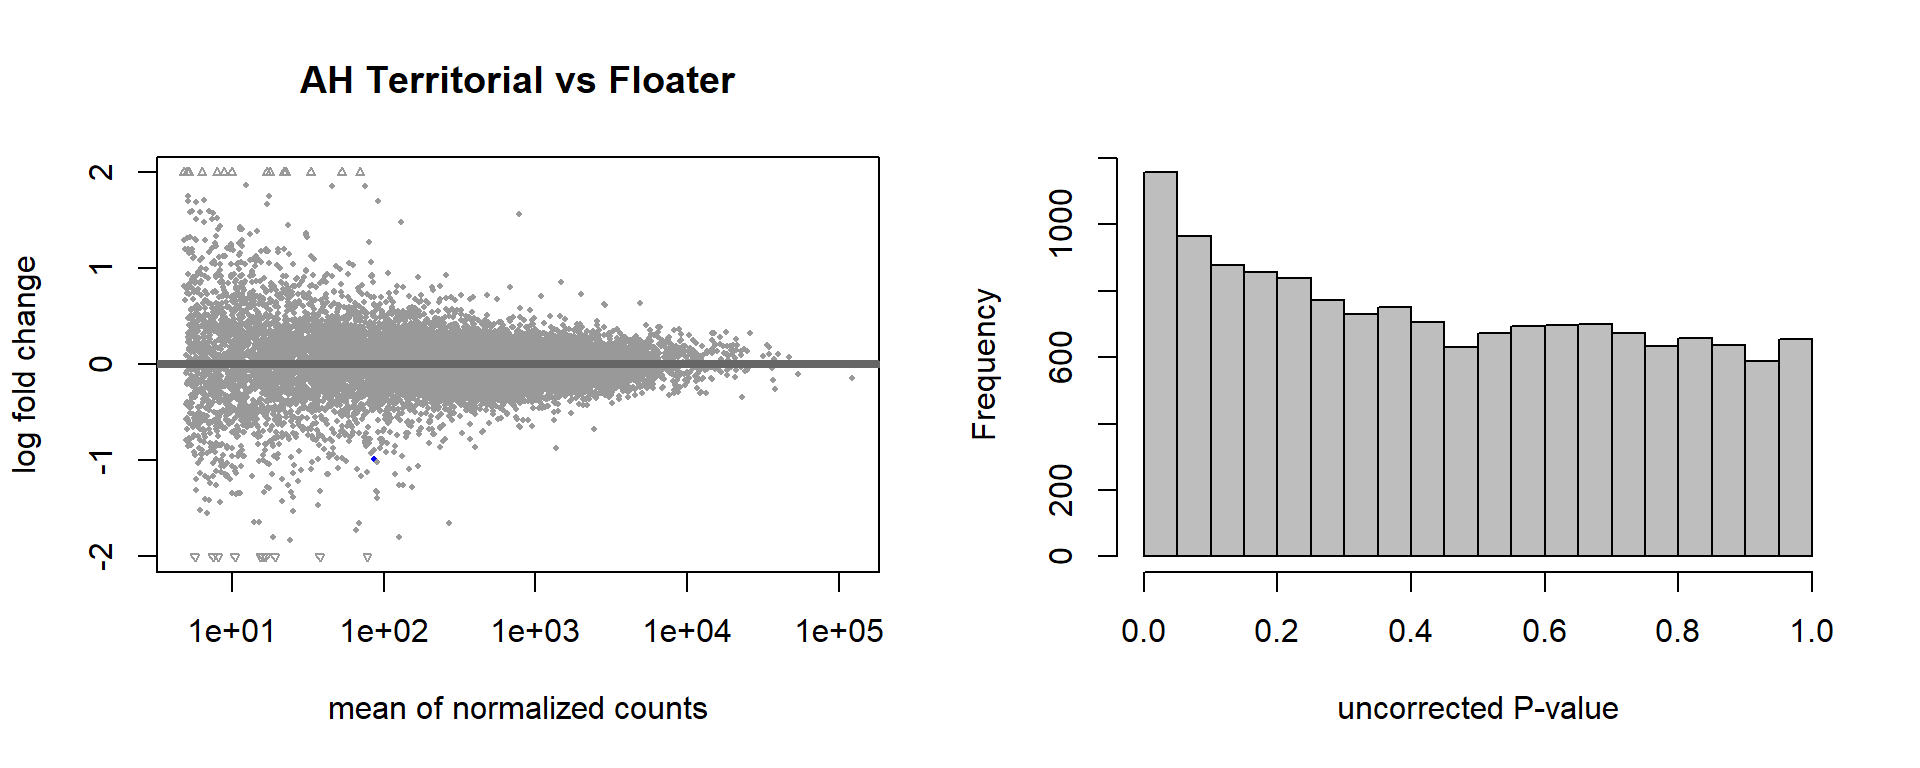 AH Territorial vs Floater
log fold change
2
1
0
-1
-2
1e+01 1e+02 1e+03 1e+04 1e+05
mean of normalized counts
Frequency
1000
600
200
0
0.0 0.2 0.4 0.6 0.8 1.0
uncorrected P-value